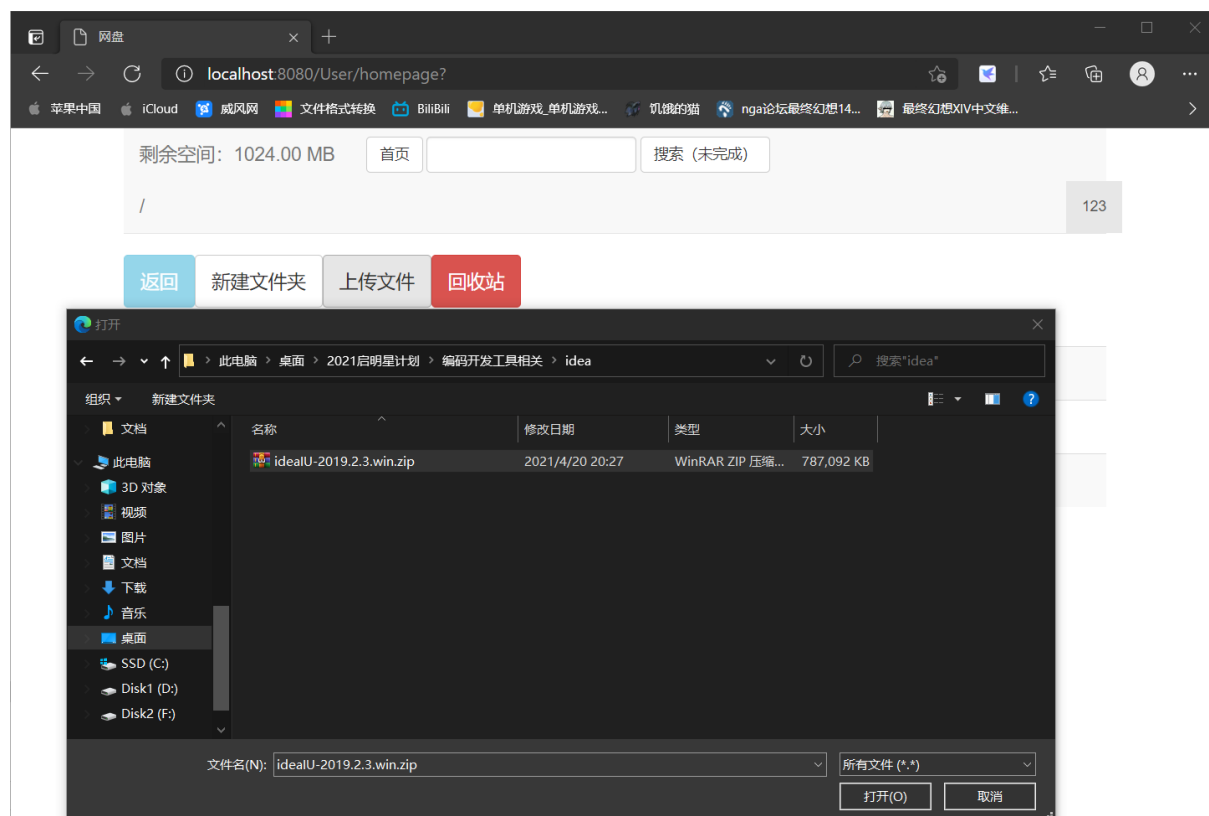 网盘
localhost:8080/User/homepage?
苹果中国 iCloud 威风网 文件格式转换 BiliBili 单机游戏_单机游戏... 饥饿的猫 nga论坛最终幻想14... 最终幻想XIV中文维...
剩余空间：1024.00 MB 首页 搜索（未完成）
/ 123
返回 新建文件夹 上传文件 回收站
打开
此电脑 > 桌面 > 2021启明星计划 > 编码开发工具相关 > idea 搜索"idea"
组织 新建文件夹
文档 名称 修改日期 类型 大小
此电脑 ideaIU-2019.2.3.win.zip 2021/4/20 20:27 WinRAR ZIP 压缩... 787,092 KB
3D 对象
视频
图片
文档
下载
音乐
桌面
SSD (C:)
Disk1 (D:)
Disk2 (F:)
文件名(N): ideaIU-2019.2.3.win.zip 所有文件 (*.*)
打开(O) 取消